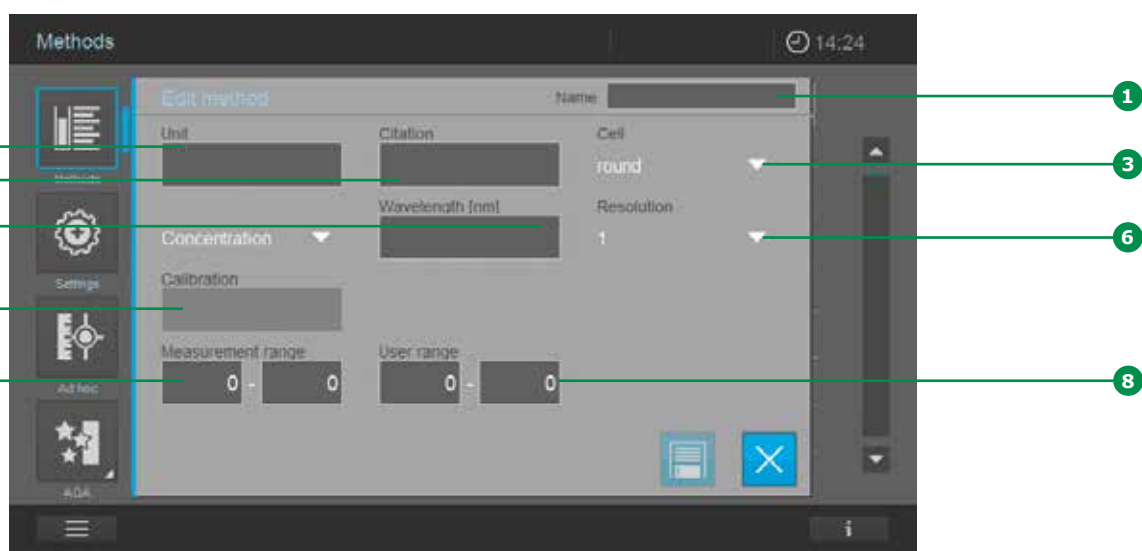 Methods 14:24
Edit method Name
Unit Citation Cell
round
Methods
Wavelength [nm] Resolution
Concentration 1
Settings
Calibration
Measurement range User range
0 - 0 0 - 0
Ad hoc
AQA
i
1
3
6
8